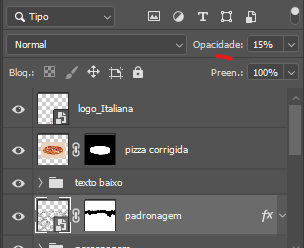 Tipo
Normal Opacidade: 15%
Bloq.: Preen.: 100%
logo_Italiana
pizza corrigida
texto baixo
padronagem fx